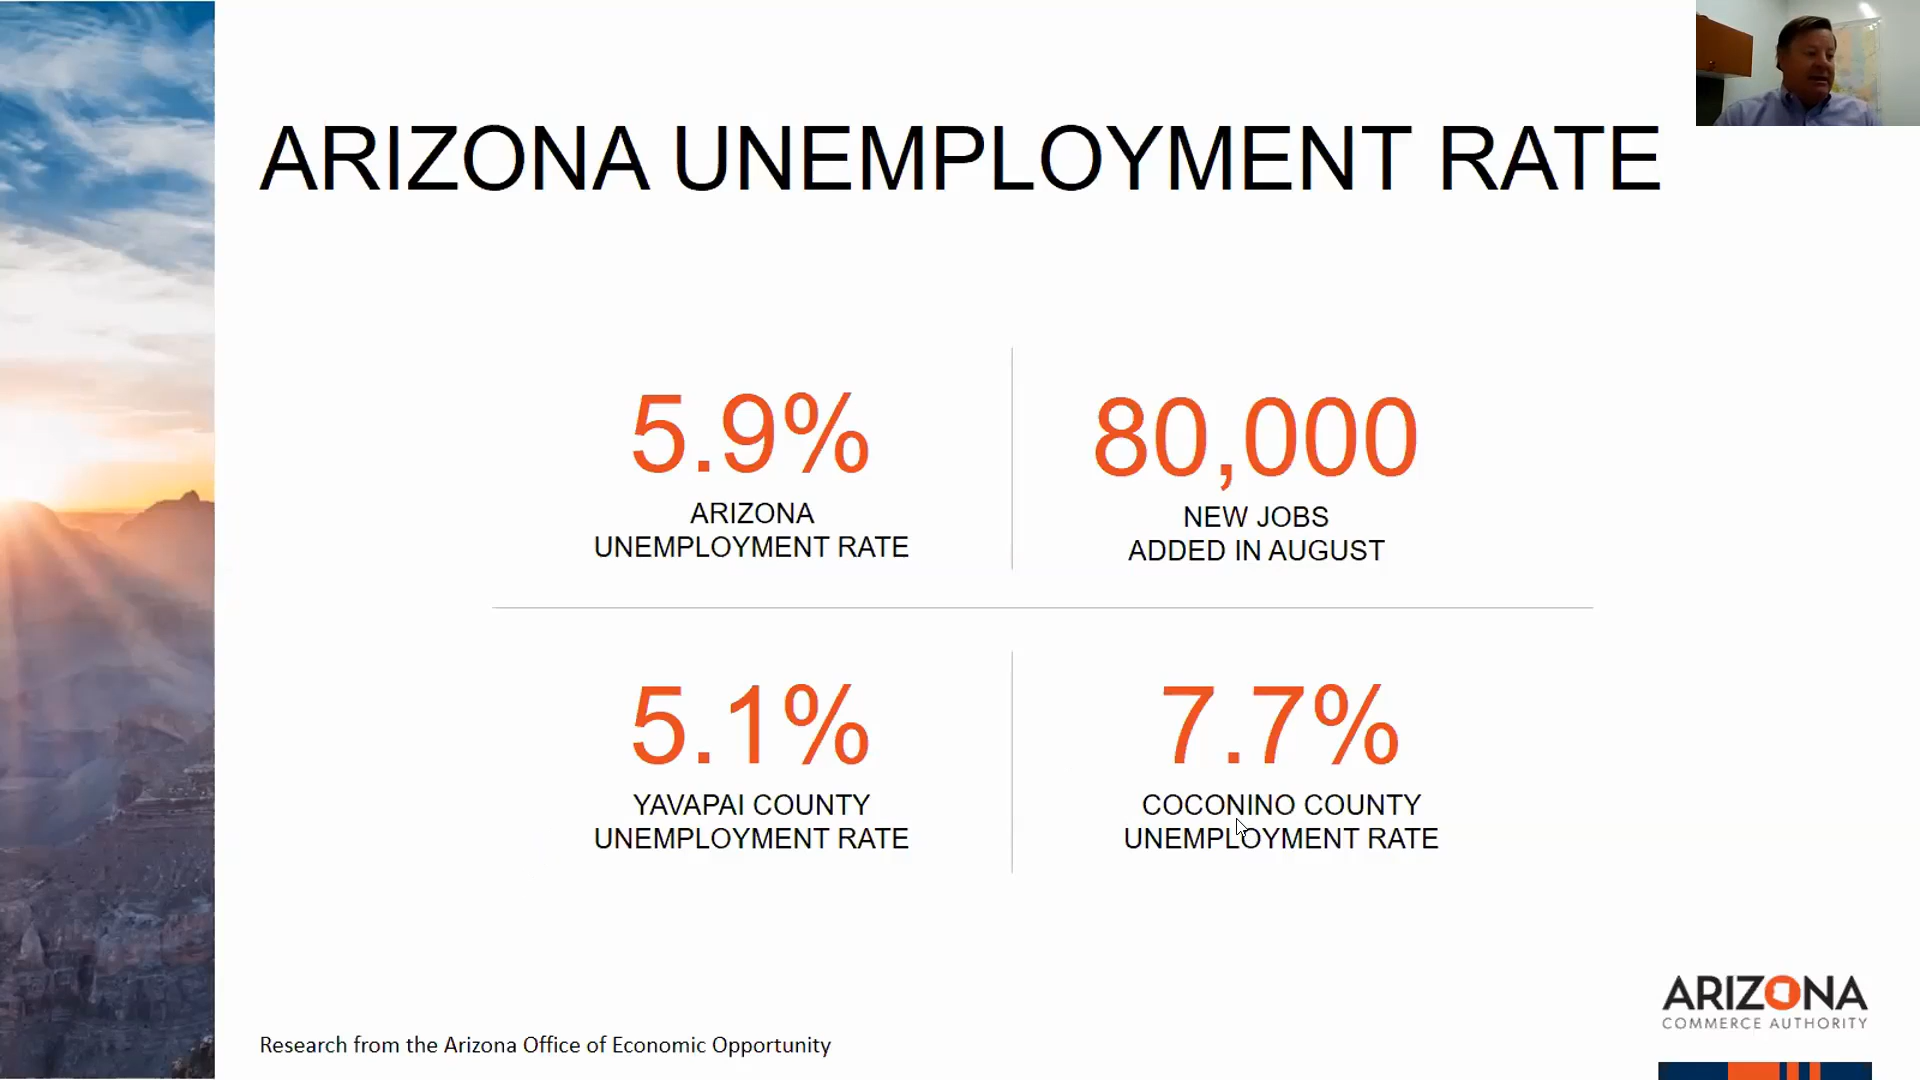 ARIZONA UNEMPLOYMENT RATE
5.9%
ARIZONA
UNEMPLOYMENT RATE
80,000
NEW JOBS
ADDED IN AUGUST
5.1%
YAVAPAI COUNTY
UNEMPLOYMENT RATE
7.7%
COCONINO COUNTY
UNEMPLOYMENT RATE
Research from the Arizona Office of Economic Opportunity
ARIZONA
COMMERCE AUTHORITY